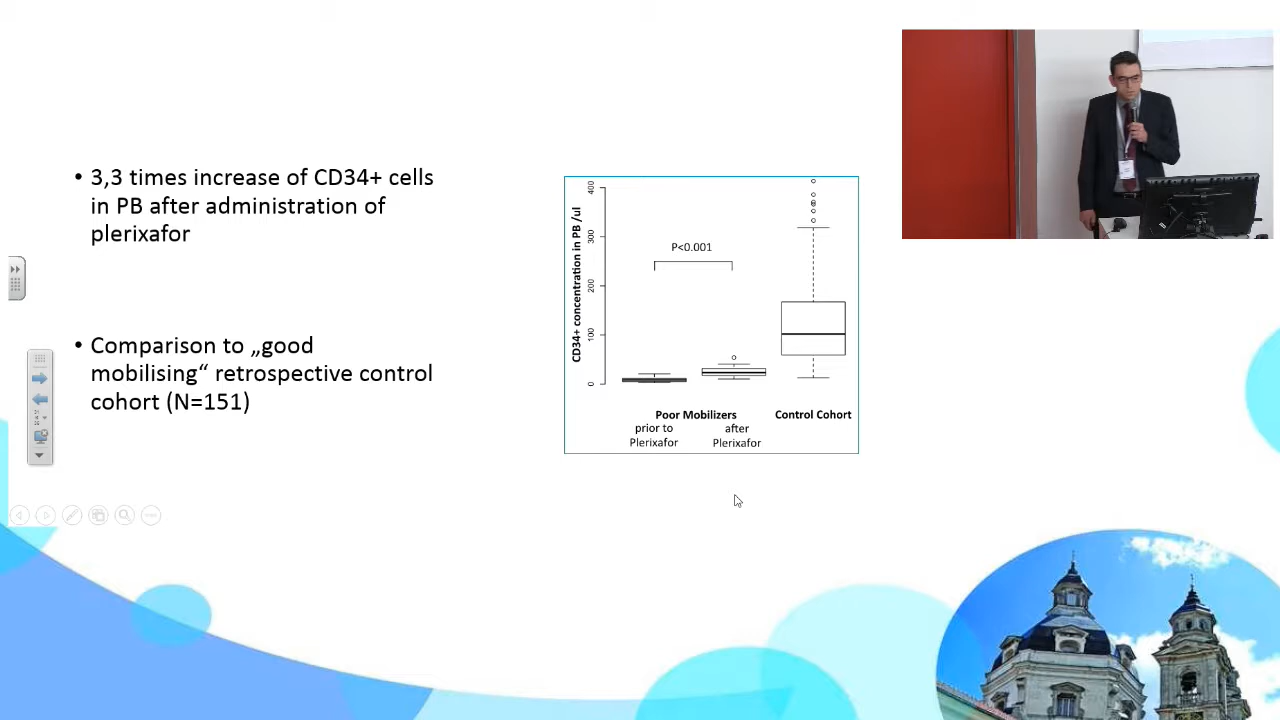 • 3,3 times increase of CD34+ cells
in PB after administration of
plerixafor
• Comparison to „good
mobilising“ retrospective control
cohort (N=151)
CD34+ concentration in PB /ul
400
300
200
100
0
P<0.001
Poor Mobilizers
Control Cohort
prior to
Plerixafor
after
Plerixafor